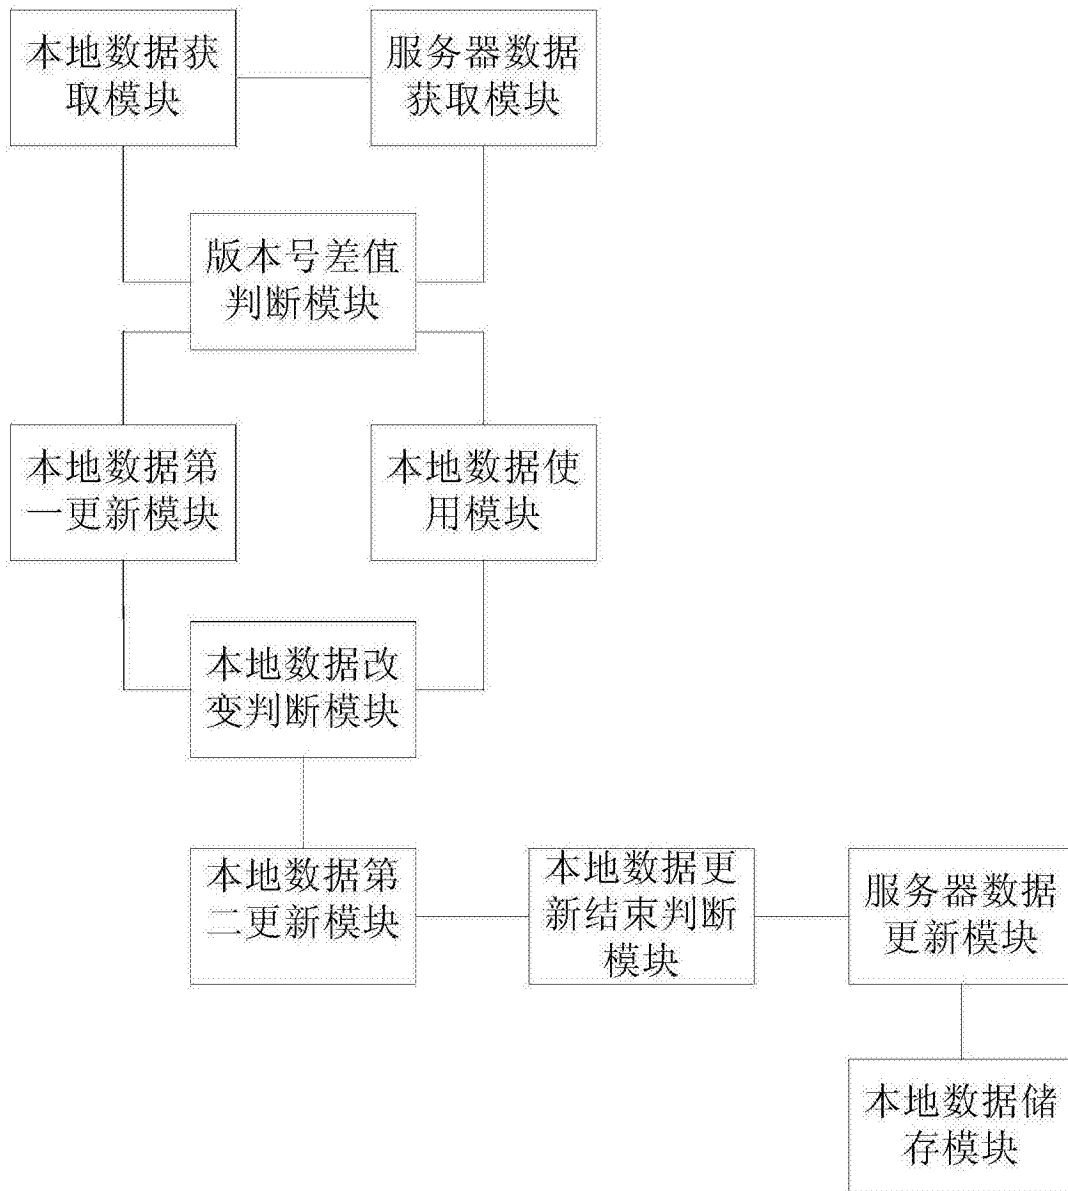 本地数据获
取模块
服务器数据
获取模块
版本号差值
判断模块
本地数据第
一更新模块
本地数据使
用模块
本地数据改
变判断模块
本地数据第
二更新模块
本地数据更
新结束判断
模块
服务器数据
更新模块
本地数据储
存模块